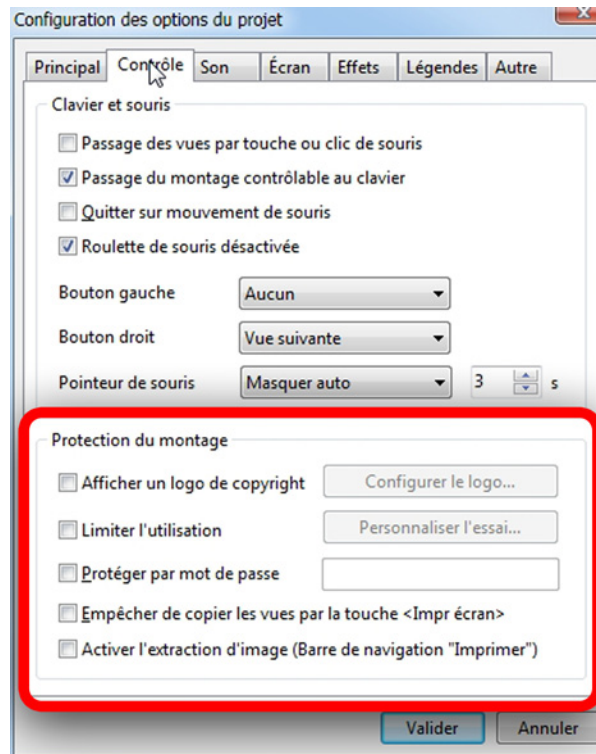 Configuration des options du projet
Principal Contrôle Son Écran Effets Légendes Autre
Clavier et souris
Passage des vues par touche ou clic de souris
Passage du montage contrôlable au clavier
Quitter sur mouvement de souris
Roulette de souris désactivée
Bouton gauche Aucun
Bouton droit Vue suivante
Pointeur de souris Masquer auto 3 s
Protection du montage
Afficher un logo de copyright Configurer le logo...
Limiter l'utilisation Personnaliser l'essai...
Protéger par mot de passe
Empêcher de copier les vues par la touche <Impr écran>
Activer l'extraction d'image (Barre de navigation "Imprimer")
Valider Annuler